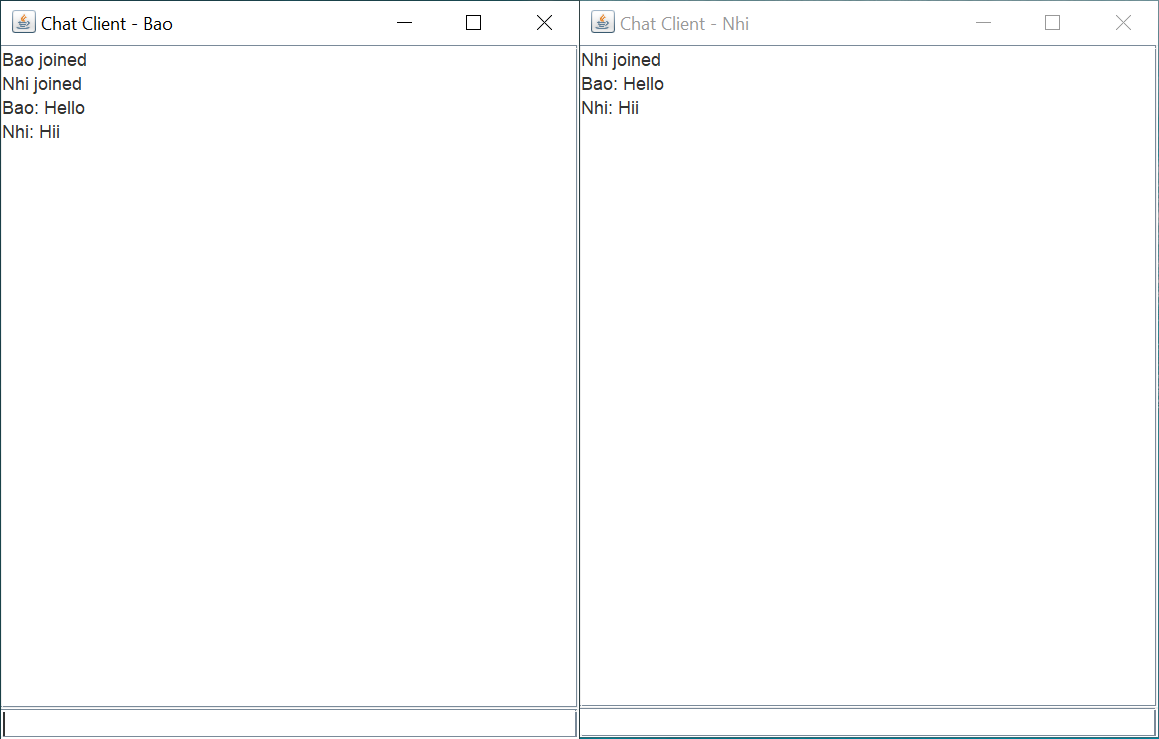 Chat Client - Bao
Bao joined
Nhi joined
Bao: Hello
Nhi: Hii
Chat Client - Nhi
Nhi joined
Bao: Hello
Nhi: Hii